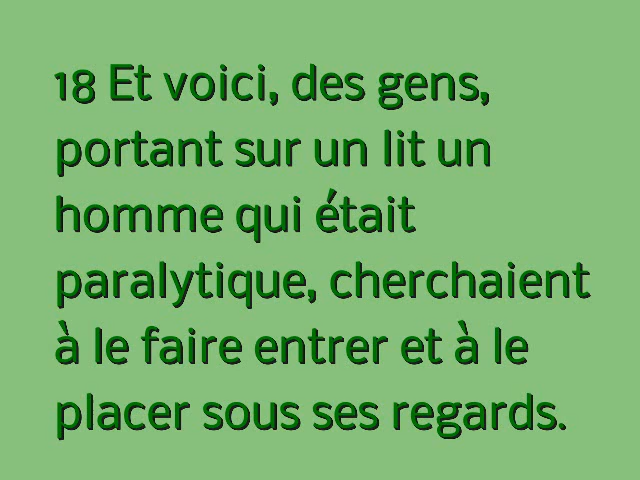 18 Et voici, des gens,
portant sur un lit un
homme qui était
paralytique, cherchaient
à le faire entrer et à le
placer sous ses regards.